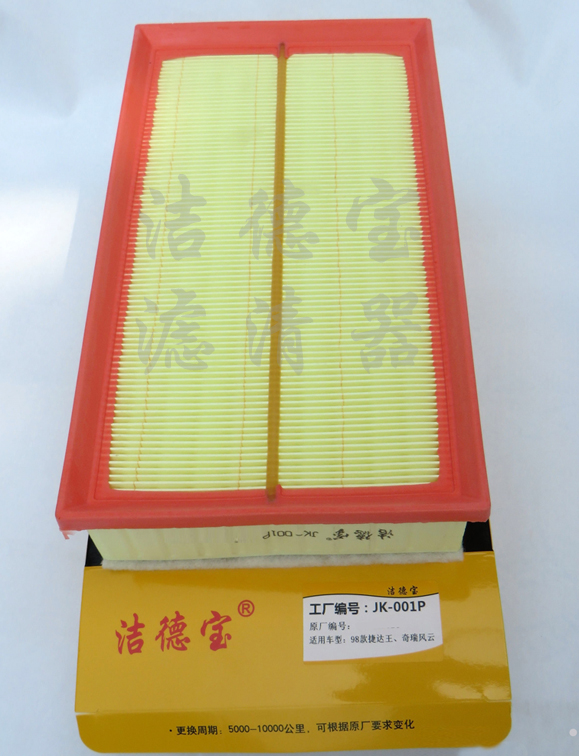 洁德宝
滤清器
洁德宝 JK-001P
洁德宝®
洁德宝
工厂编号：JK-001P
原厂编号：
适用车型：98款捷达王、奇瑞风云
·更换周期：5000-10000公里，可根据原厂要求变化